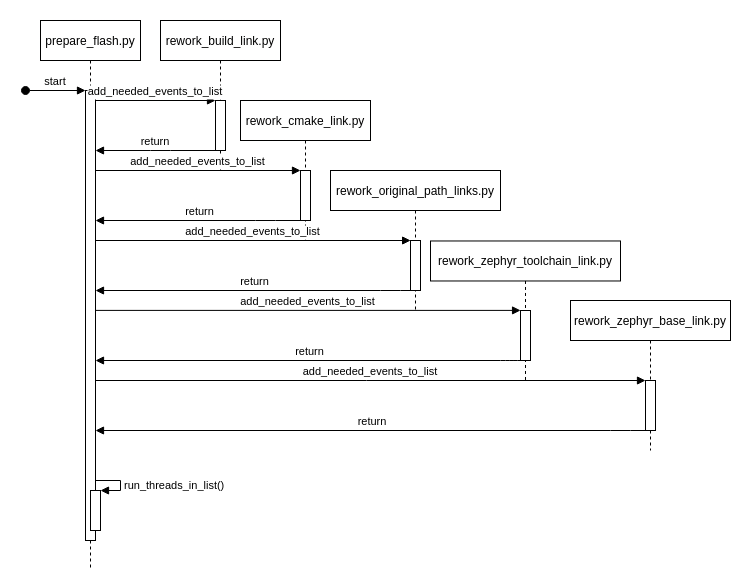 prepare_flash.py
rework_build_link.py
start
add_needed_events_to_list
rework_cmake_link.py
return
add_needed_events_to_list
rework_original_path_links.py
return
add_needed_events_to_list
rework_zephyr_toolchain_link.py
return
add_needed_events_to_list
rework_zephyr_base_link.py
return
add_needed_events_to_list
return
run_threads_in_list()